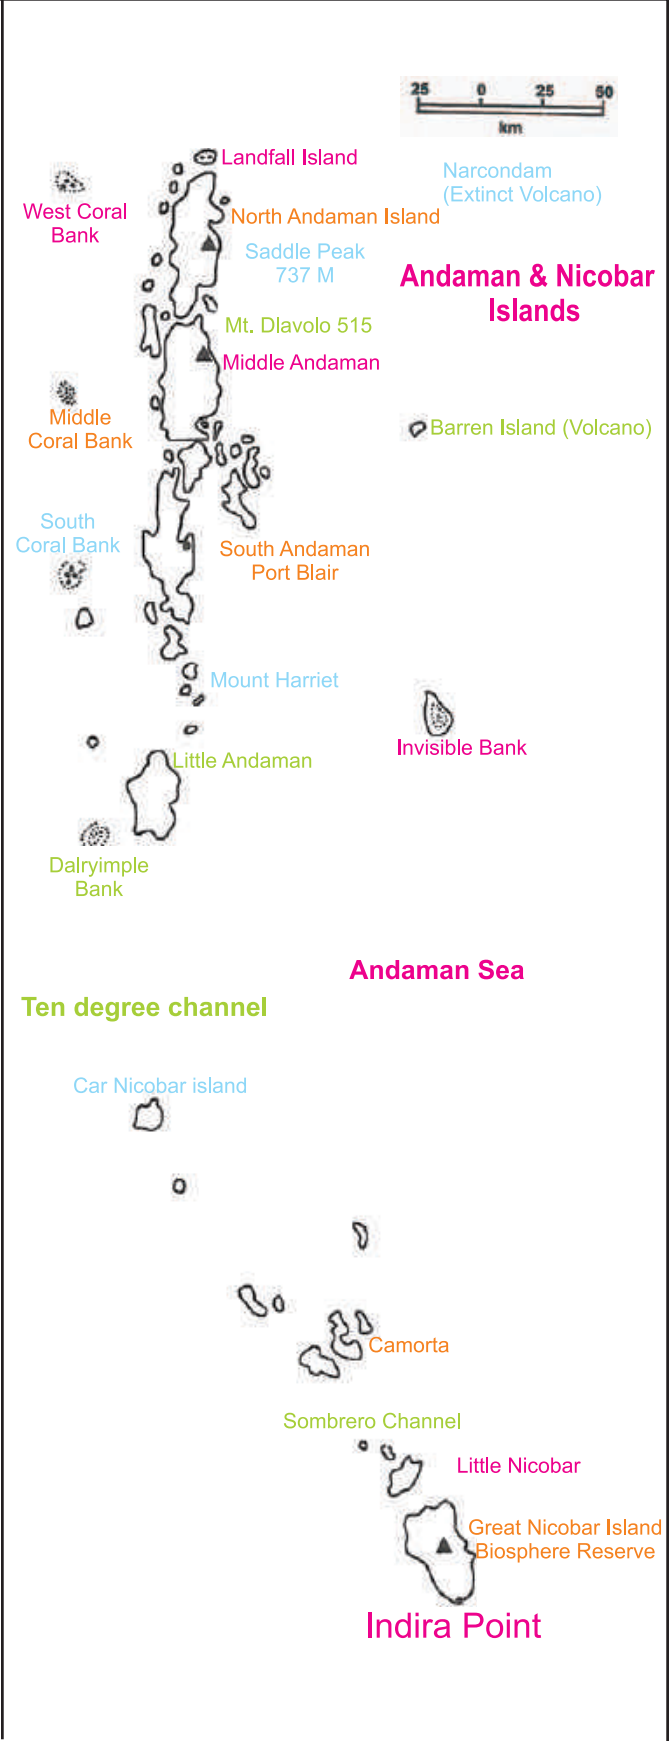 25 0 25 50
km
Landfall Island
Narcondam
(Extinct Volcano)
West Coral
Bank
North Andaman Island
Saddle Peak
737 M
Andaman & Nicobar
Islands
Mt. Dlavolo 515
Middle Andaman
Middle
Coral Bank
Barren Island (Volcano)
South
Coral Bank
South Andaman
Port Blair
Mount Harriet
Invisible Bank
Little Andaman
Dalryimple
Bank
Andaman Sea
Ten degree channel
Car Nicobar island
Camorta
Sombrero Channel
Little Nicobar
Great Nicobar Island
Biosphere Reserve
Indira Point